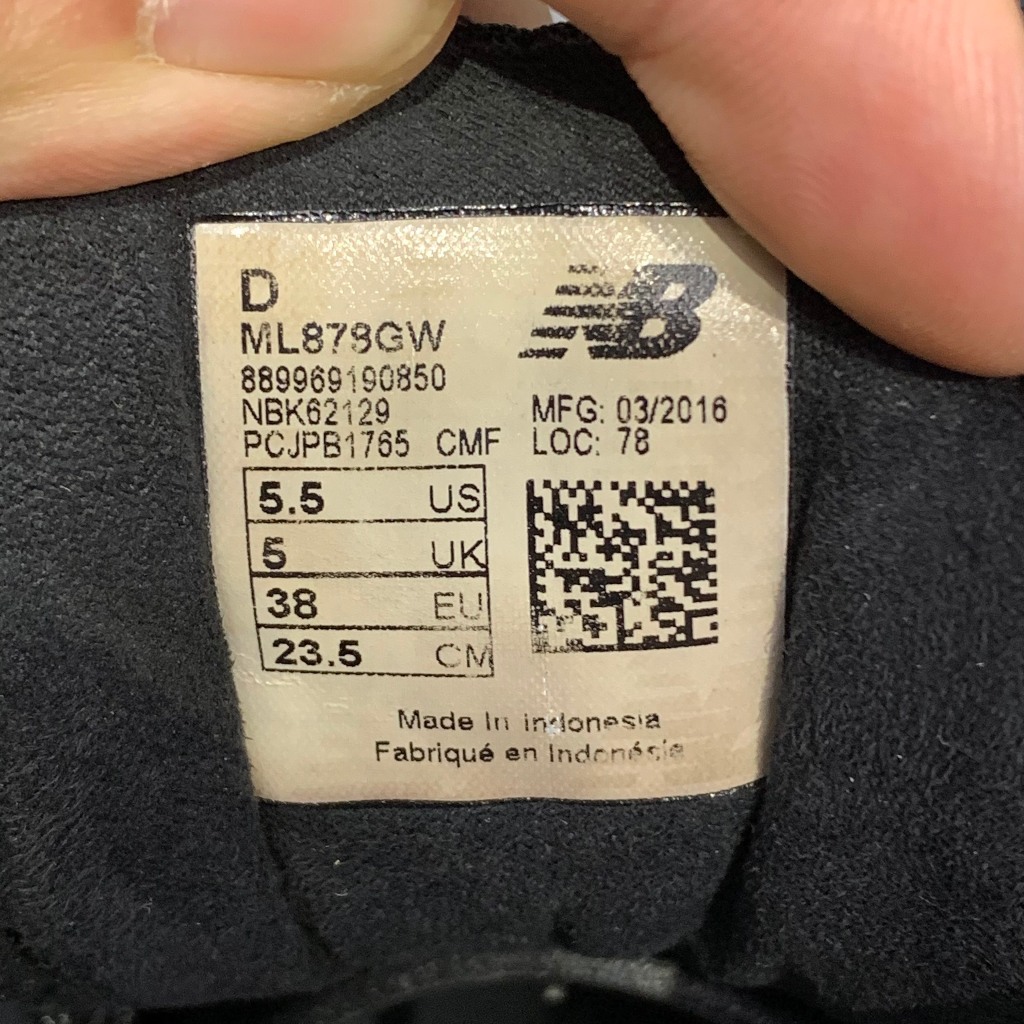 D
NB
ML878GW
889969190850
NBK62129
MFG: 03/2016
PCJPB1765 CMF
LOC: 78
5.5 US
5 UK
38 EU
23.5 CM
Made In Indonesia
Fabriqué en Indonésie